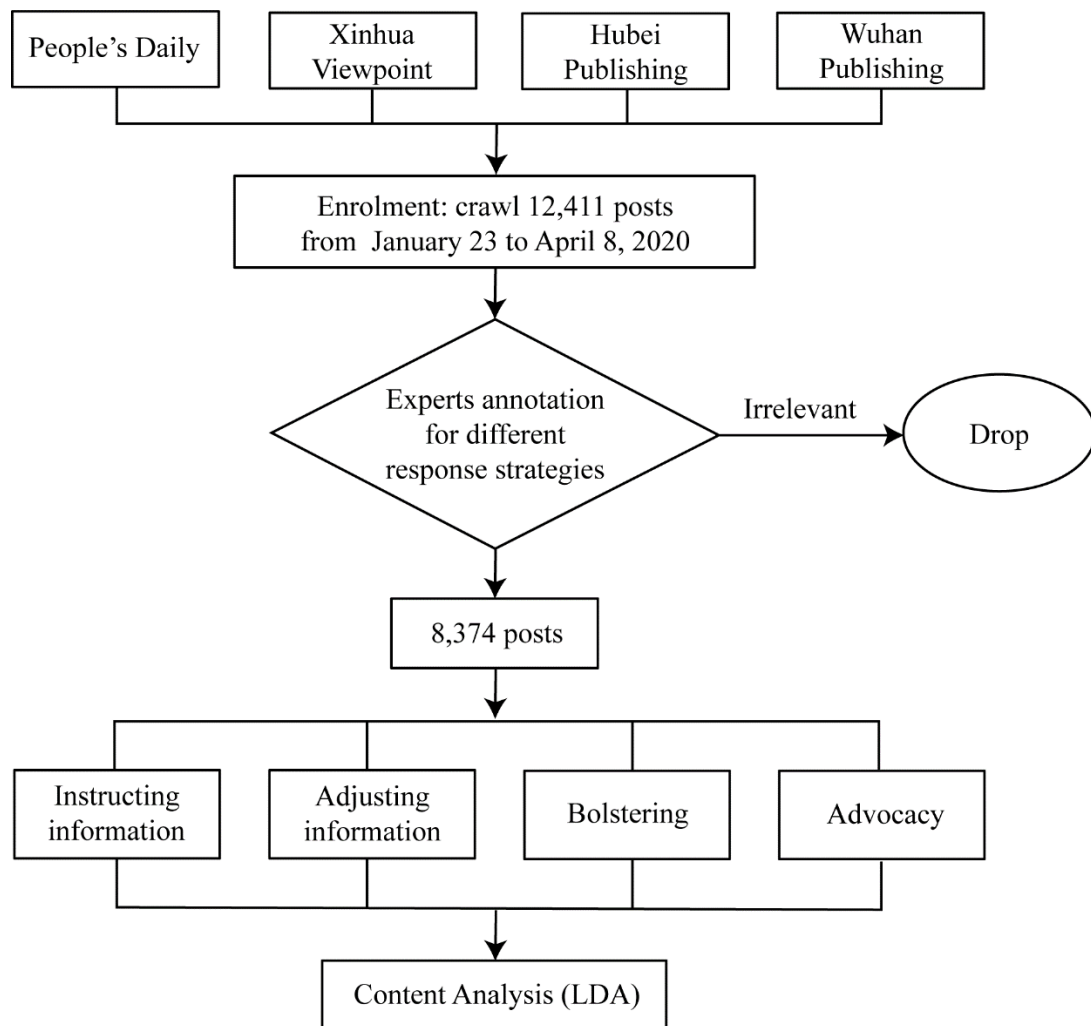 People’s Daily
Xinhua
Viewpoint
Hubei
Publishing
Wuhan
Publishing
Enrolment: crawl 12,411 posts
from January 23 to April 8, 2020
Experts annotation
for different
response strategies
Irrelevant
Drop
8,374 posts
Instructing
information
Adjusting
information
Bolstering
Advocacy
Content Analysis (LDA)